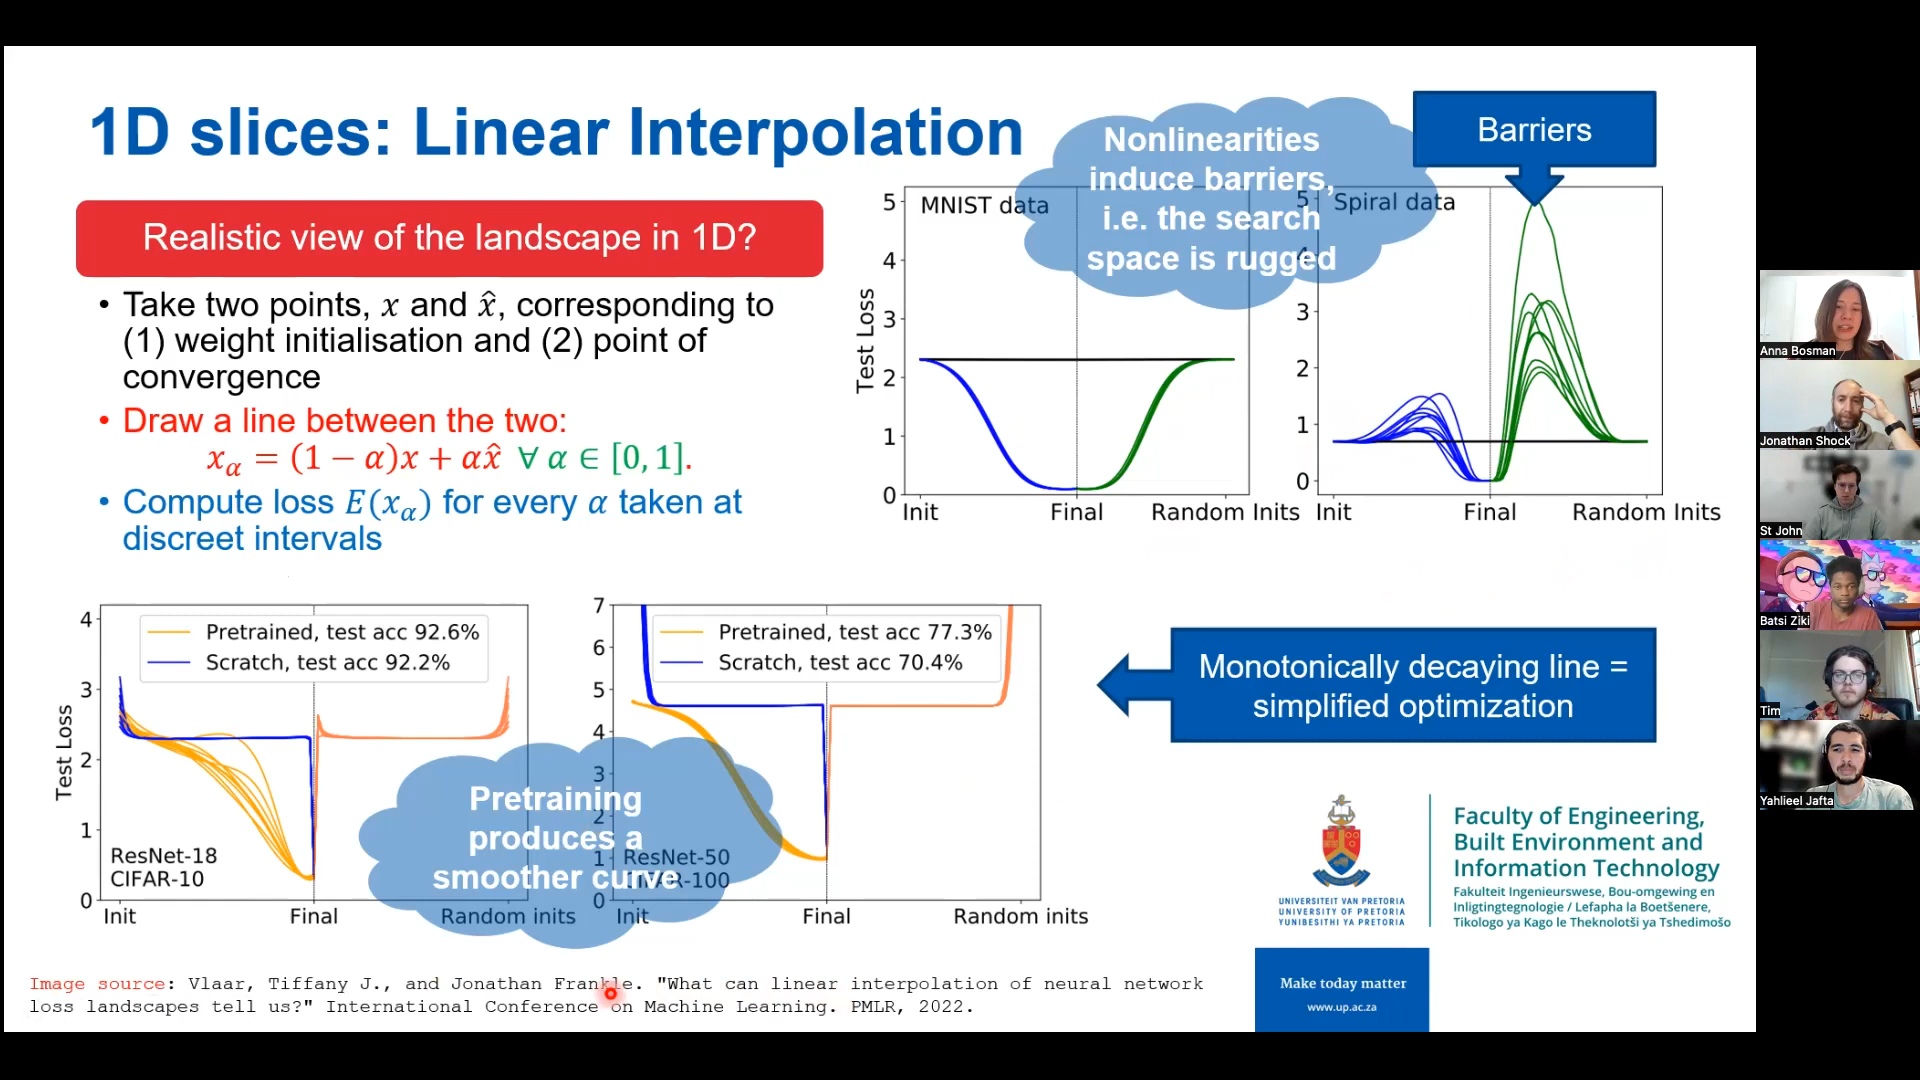 1D slices: Linear Interpolation
Nonlinearities
induce barriers,
i.e. the search
space is rugged
Barriers
Realistic view of the landscape in 1D?
• Take two points, x and x̂, corresponding to
(1) weight initialisation and (2) point of
convergence
• Draw a line between the two:
xα = (1 − α)x + αx̂ ∀ α ∈ [0, 1].
• Compute loss E(xα) for every α taken at
discreet intervals
MNIST data
Test Loss
5
4
3
2
1
0
Init Final Random Inits
Spiral data
5
4
3
2
1
0
Init Final Random Inits
Pretrained, test acc 92.6%
Scratch, test acc 92.2%
Test Loss
4
3
2
1
0
ResNet-18
CIFAR-10
Init Final Random inits
Pretrained, test acc 77.3%
Scratch, test acc 70.4%
7
6
5
4
3
2
1
0
ResNet-50
CIFAR-100
Init Final Random inits
Pretraining
produces a
smoother curve
Monotonically decaying line =
simplified optimization
UNIVERSITEIT VAN PRETORIA
UNIVERSITY OF PRETORIA
YUNIBESITHI YA PRETORIA
Faculty of Engineering,
Built Environment and
Information Technology
Fakulteit Ingenieurswese, Bou-omgewing en
Inligtingtegnologie / Lefapha la Boetšenere,
Tikologo ya Kago le Theknolotši ya Tshedimošo
Make today matter
www.up.ac.za
Image source: Vlaar, Tiffany J., and Jonathan Frankle. "What can linear interpolation of neural network
loss landscapes tell us?" International Conference on Machine Learning. PMLR, 2022.
Anna Bosman
Jonathan Shock
St John
Batsi Ziki
Tim
Yahlieel Jafta